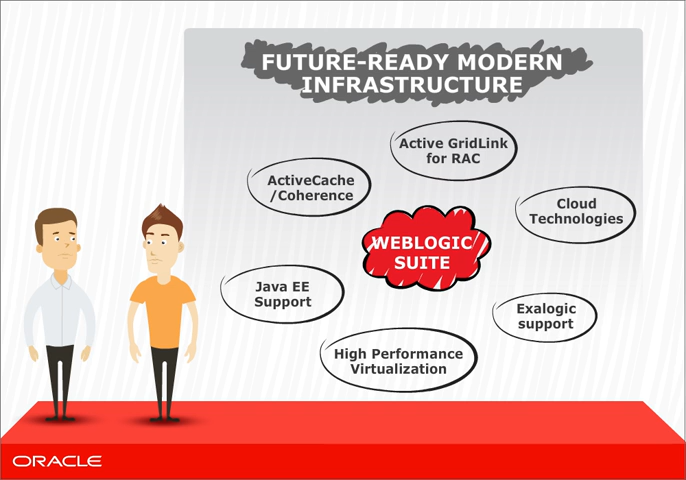 FUTURE-READY MODERN
INFRASTRUCTURE
Active GridLink
for RAC
ActiveCache
/Coherence
Cloud
Technologies
WEBLOGIC
SUITE
Java EE
Support
Exalogic
support
High Performance
Virtualization
ORACLE